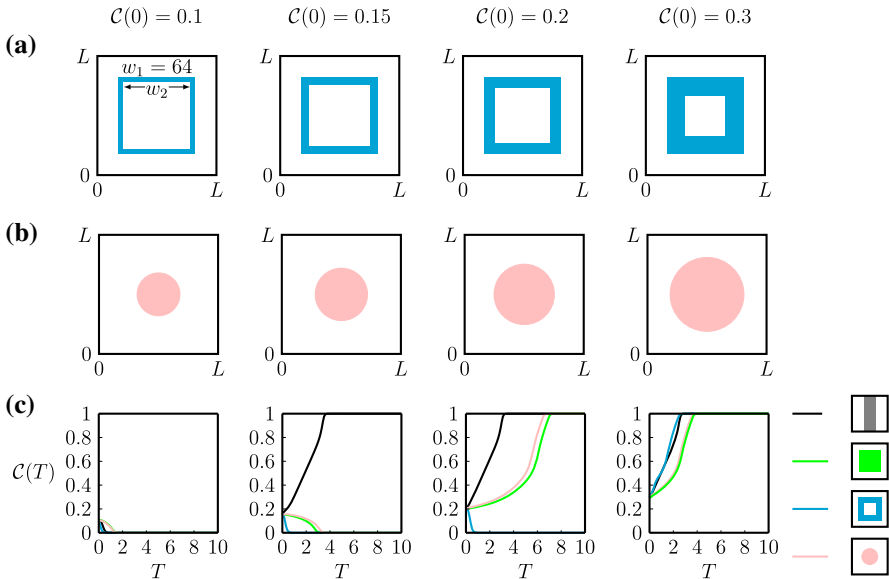 𝒞(0) = 0.1 𝒞(0) = 0.15 𝒞(0) = 0.2 𝒞(0) = 0.3
(a)
L L L L
w₁ = 64
w₂
0 0 0 0
0 L 0 L 0 L 0 L
(b)
L L L L
0 0 0 0
0 L 0 L 0 L 0 L
(c)
1 1 1 1
0.8 0.8 0.8 0.8
0.6 0.6 0.6 0.6
𝒞(T)
0.4 0.4 0.4 0.4
0.2 0.2 0.2 0.2
0 0 0 0
0 2 4 6 8 10 0 2 4 6 8 10 0 2 4 6 8 10 0 2 4 6 8 10
T T T T